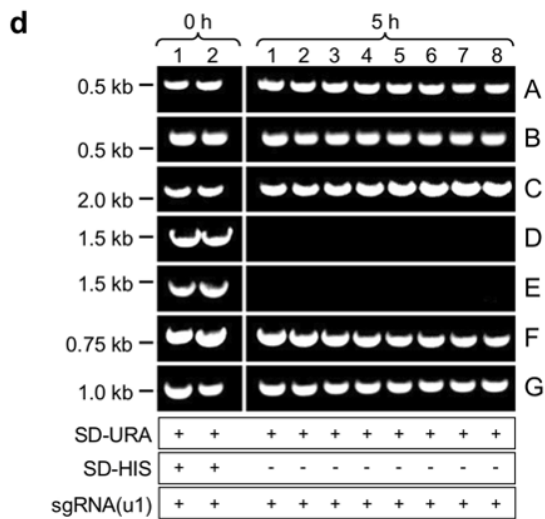 d
0 h 5 h
1 2 1 2 3 4 5 6 7 8
0.5 kb A
0.5 kb B
2.0 kb C
1.5 kb D
1.5 kb E
0.75 kb F
1.0 kb G
SD-URA + + + + + + + + + +
SD-HIS + + - - - - - - - -
sgRNA(u1) + + + + + + + + + +